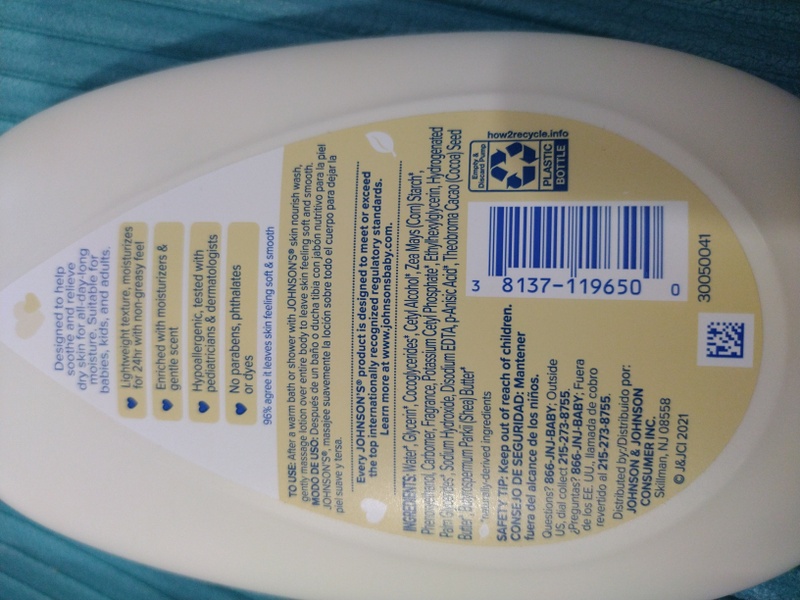 Designed to help
soothe and relieve
dry skin for all-day-long
moisture. Suitable for
babies, kids, and adults.
Lightweight texture, moisturizes
for 24hr with non-greasy feel
Enriched with moisturizers &
gentle scent
Hypoallergenic, tested with
pediatricians & dermatologists
No parabens, phthalates
or dyes
96% agree it leaves skin feeling soft & smooth
TO USE: After a warm bath or shower with JOHNSON'S® skin nourish wash,
gently massage lotion over entire body to leave skin feeling soft and smooth.
MODO DE USO: Después de un baño o ducha tibia con jabón nutritivo para la piel
JOHNSON'S®, masajee suavemente la loción sobre todo el cuerpo para dejar la
piel suave y tersa.
Every JOHNSON'S® product is designed to meet or exceed
the top internationally recognized regulatory standards.
Learn more at www.johnsonsbaby.com.
INGREDIENTS: Water*, Glycerin*, Cocoglycerides*, Cetyl Alcohol*, Zea Mays (Corn) Starch*,
Phenoxyethanol, Carbomer, Fragrance, Potassium Cetyl Phosphate*, Ethylhexylglycerin, Hydrogenated
Palm Glycerides*, Sodium Hydroxide, Disodium EDTA, p-Anisic Acid*, Theobroma Cacao (Cocoa) Seed
Butter*, Butyrospermum Parkii (Shea) Butter*
*naturally-derived ingredients
SAFETY TIP: Keep out of reach of children.
CONSEJO DE SEGURIDAD: Mantener
fuera del alcance de los niños.
Questions? 866-JNJ-BABY; Outside
US, dial collect 215-273-8755.
¿Preguntas? 866-JNJ-BABY; Fuera
de los EE. UU., llamada de cobro
revertido al 215-273-8755.
Distributed by/Distribuido por:
JOHNSON & JOHNSON
CONSUMER INC.
Skillman, NJ 08558
© J&JCI 2021
how2recycle.info
Empty &
Discard Pump
PLASTIC
BOTTLE
3 8137-119650 0
30050041